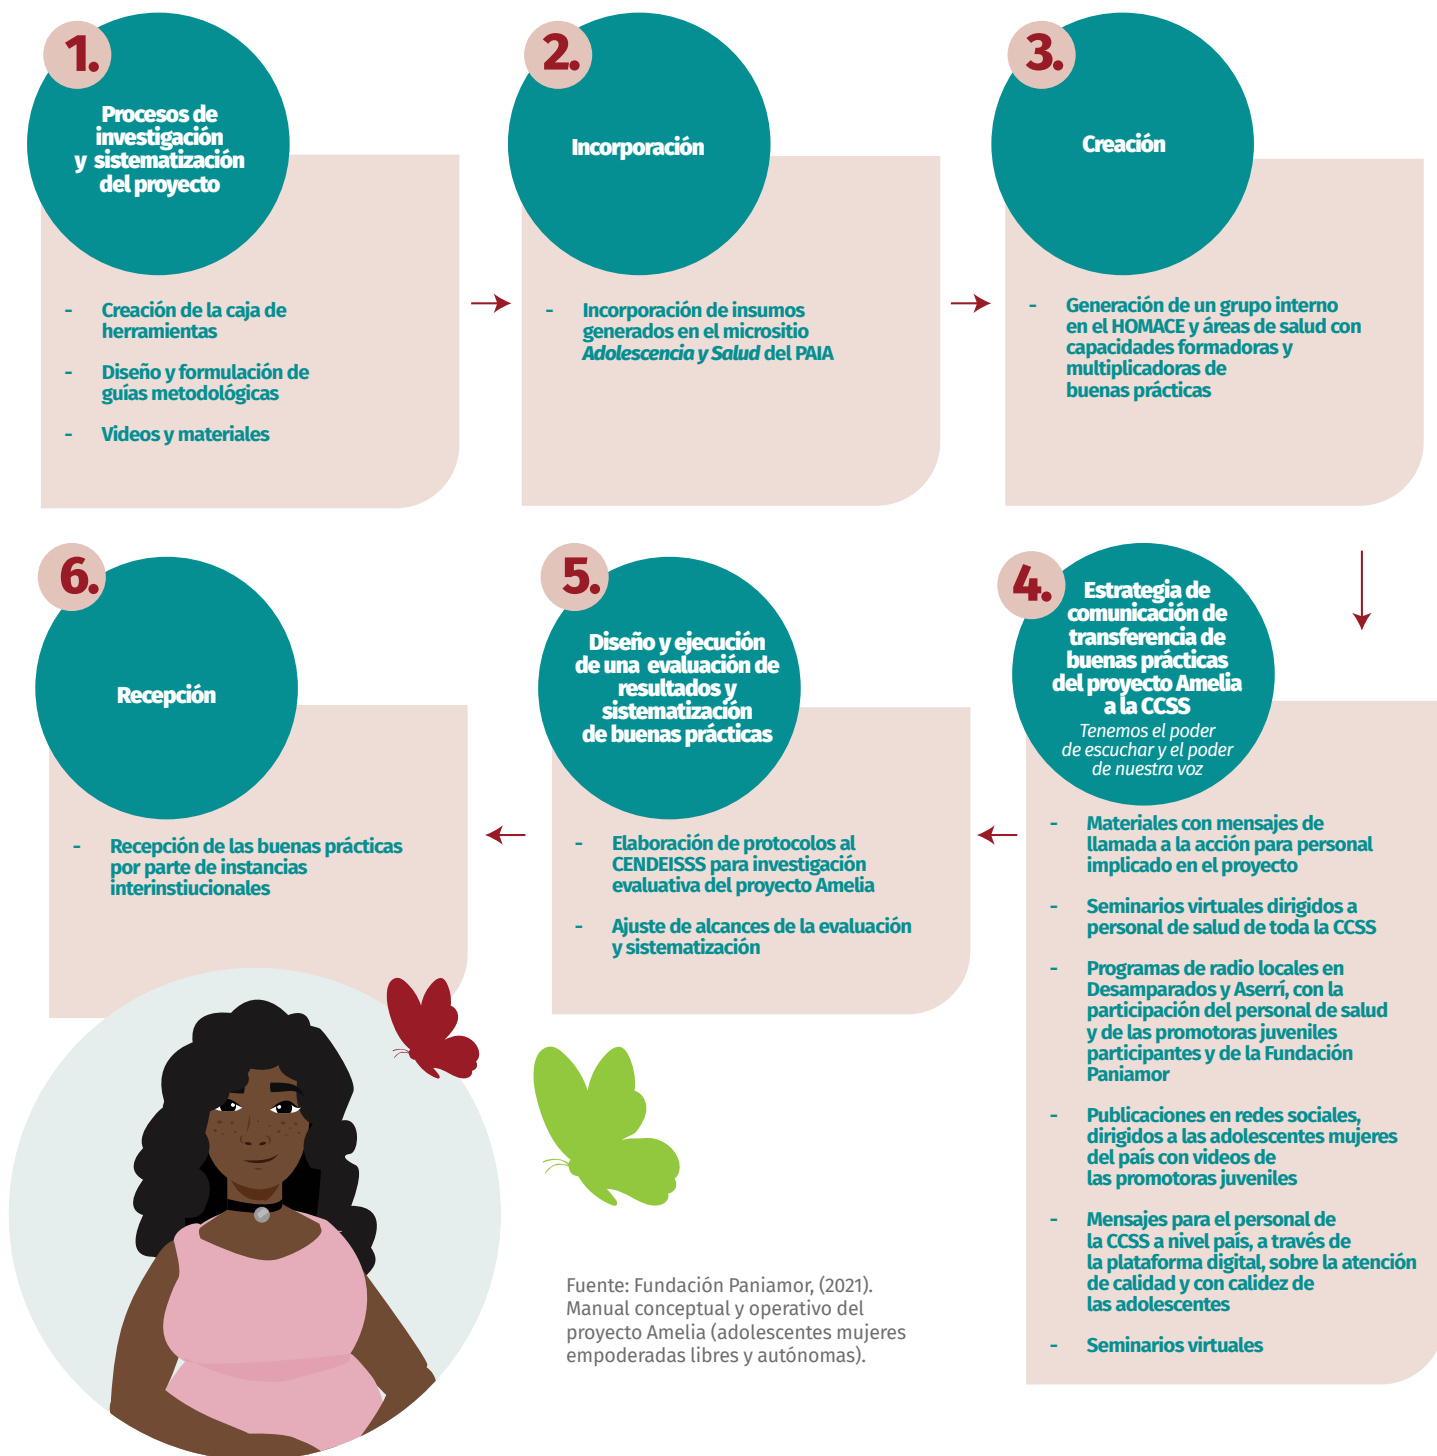 1.
Procesos de
investigación
y sistematización
del proyecto
- Creación de la caja de
herramientas
- Diseño y formulación de
guías metodológicas
- Videos y materiales
2.
Incorporación
- Incorporación de insumos
generados en el micrositio
Adolescencia y Salud del PAIA
3.
Creación
- Generación de un grupo interno
en el HOMACE y áreas de salud con
capacidades formadoras y
multiplicadoras de
buenas prácticas
4.
Estrategia de
comunicación de
transferencia de
buenas prácticas
del proyecto Amelia
a la CCSS
Tenemos el poder
de escuchar y el poder
de nuestra voz
- Materiales con mensajes de
llamada a la acción para personal
implicado en el proyecto
- Seminarios virtuales dirigidos a
personal de salud de toda la CCSS
- Programas de radio locales en
Desamparados y Aserrí, con la
participación del personal de salud
y de las promotoras juveniles
participantes y de la Fundación
Paniamor
- Publicaciones en redes sociales,
dirigidos a las adolescentes mujeres
del país con videos de
las promotoras juveniles
- Mensajes para el personal de
la CCSS a nivel país, a través de
la plataforma digital, sobre la atención
de calidad y con calidez de
las adolescentes
- Seminarios virtuales
5.
Diseño y ejecución
de una evaluación de
resultados y
sistematización
de buenas prácticas
- Elaboración de protocolos al
CENDEISSS para investigación
evaluativa del proyecto Amelia
- Ajuste de alcances de la evaluación
y sistematización
6.
Recepción
- Recepción de las buenas prácticas
por parte de instancias
interinstiucionales
Fuente: Fundación Paniamor, (2021).
Manual conceptual y operativo del
proyecto Amelia (adolescentes mujeres
empoderadas libres y autónomas).